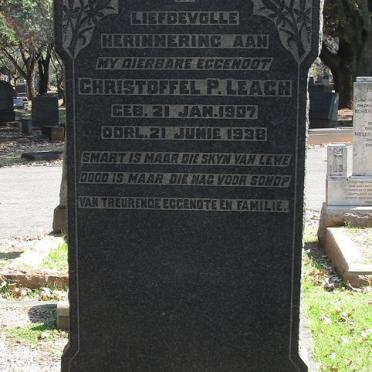 LIEFDEVOLLE
HERINNERING AAN
MY DIERBARE EGGENOOT
CHRISTOFFEL P. LEACH
GEB. 21 JAN. 1907
OORL. 21 JUNIE 1938
SMART IS MAAR DIE SKYN VAN LEWE
DOOD IS MAAR DIE NAG VOOR SONOP
VAN TREURENDE EGGENOTE EN FAMILIE.